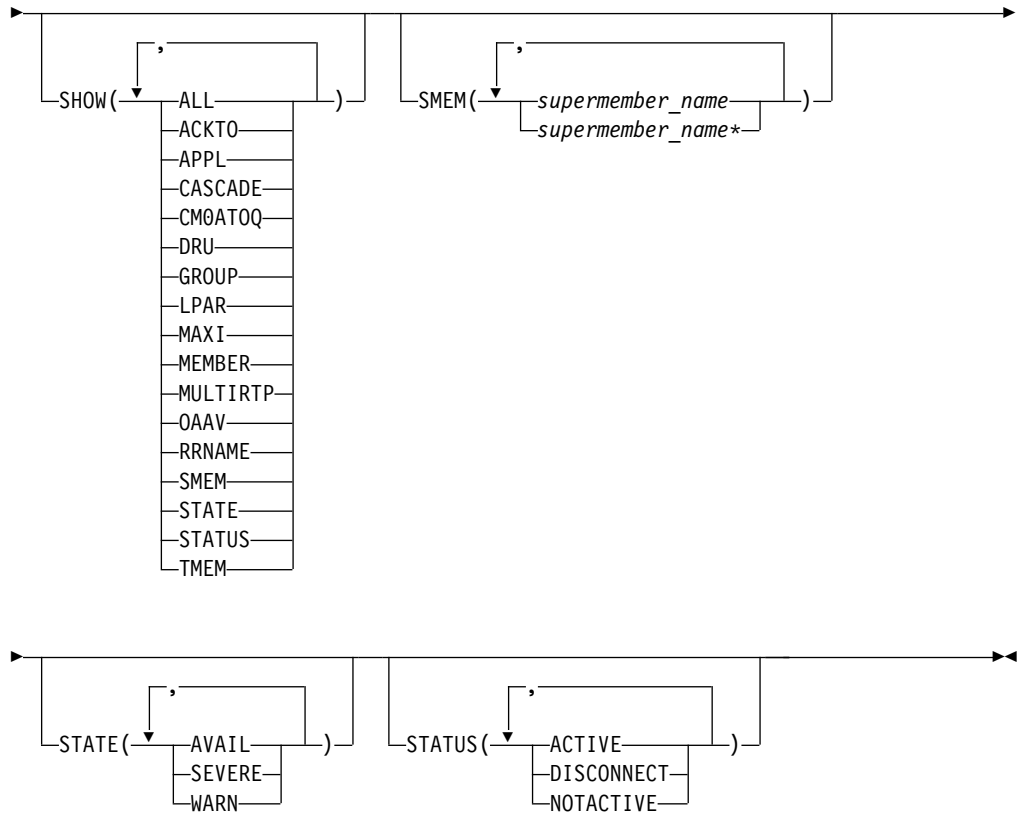 ,
,
SHOW( ALL ) SMEM( supermember_name )
ACKTO supermember_name*
APPL
CASCADE
CM0ATOQ
DRU
GROUP
LPAR
MAXI
MEMBER
MULTIRTP
OAAV
RRNAME
SMEM
STATE
STATUS
TMEM
,
,
STATE( AVAIL ) STATUS( ACTIVE )
SEVERE DISCONNECT
WARN NOTACTIVE